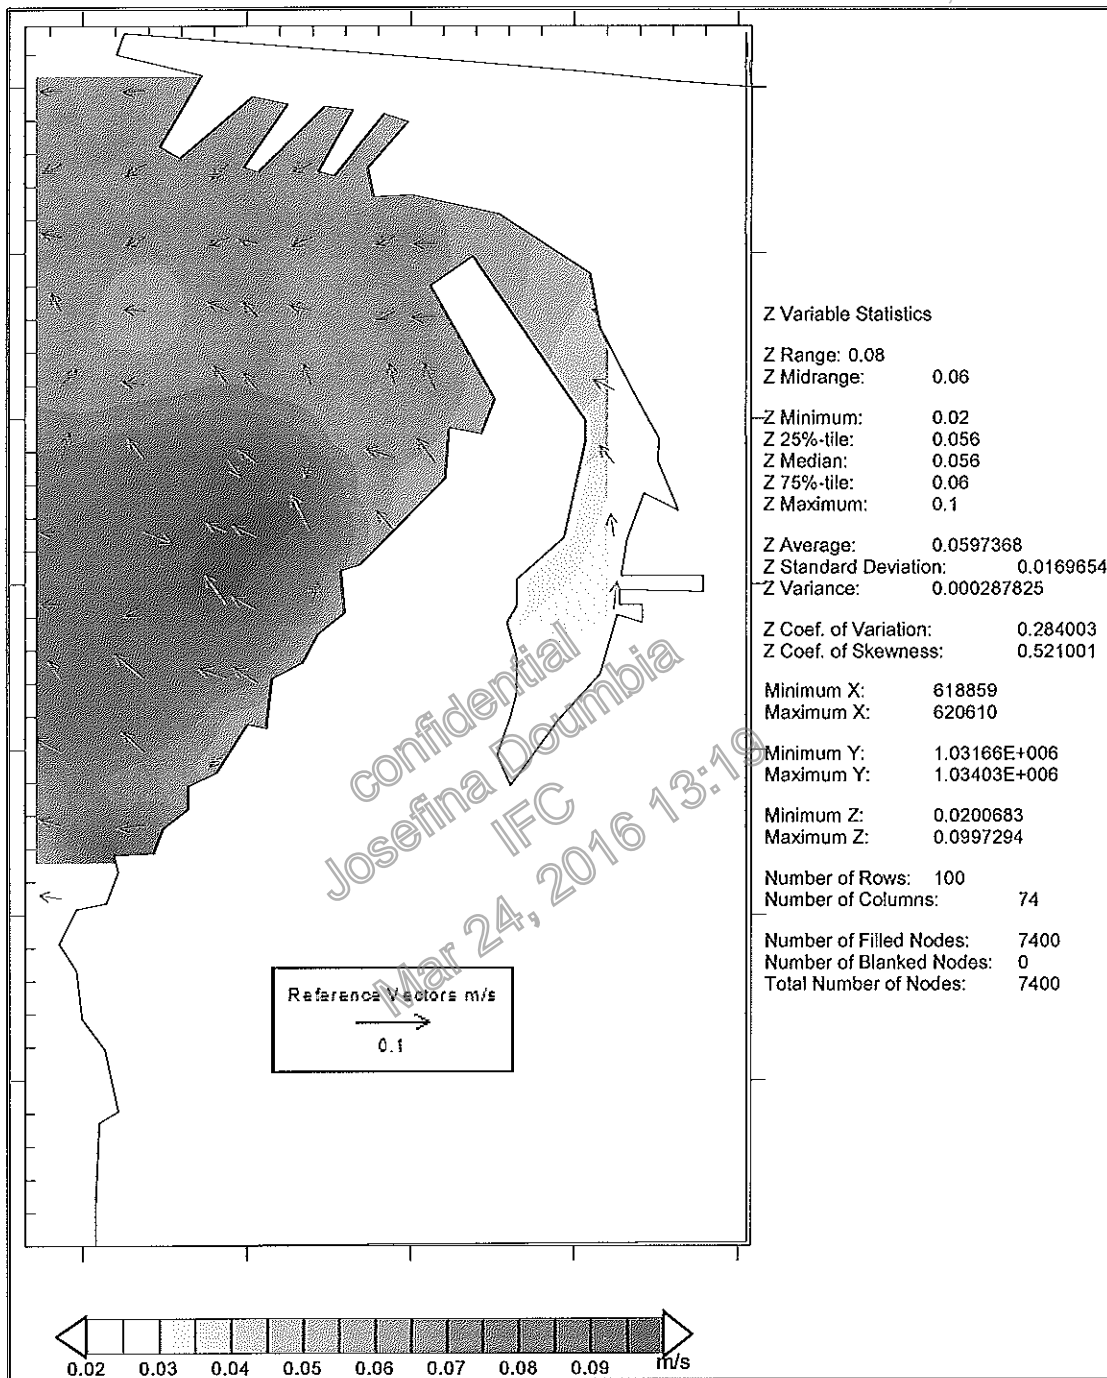 Z Variable Statistics
Z Range: 0.08
Z Midrange: 0.06
Z Minimum: 0.02
Z 25%-tile: 0.056
Z Median: 0.056
Z 75%-tile: 0.06
Z Maximum: 0.1
Z Average: 0.0597368
Z Standard Deviation: 0.0169654
Z Variance: 0.000287825
Z Coef. of Variation: 0.284003
Z Coef. of Skewness: 0.521001
Minimum X: 618859
Maximum X: 620610
Minimum Y: 1.03166E+006
Maximum Y: 1.03403E+006
Minimum Z: 0.0200683
Maximum Z: 0.0997294
Number of Rows: 100
Number of Columns: 74
Number of Filled Nodes: 7400
Number of Blanked Nodes: 0
Total Number of Nodes: 7400
confidential
Josefina Doumbia
IFC
Mar 24, 2016 13:19
Reference Vectors m/s
0.1
0.02 0.03 0.04 0.05 0.06 0.07 0.08 0.09 m/s